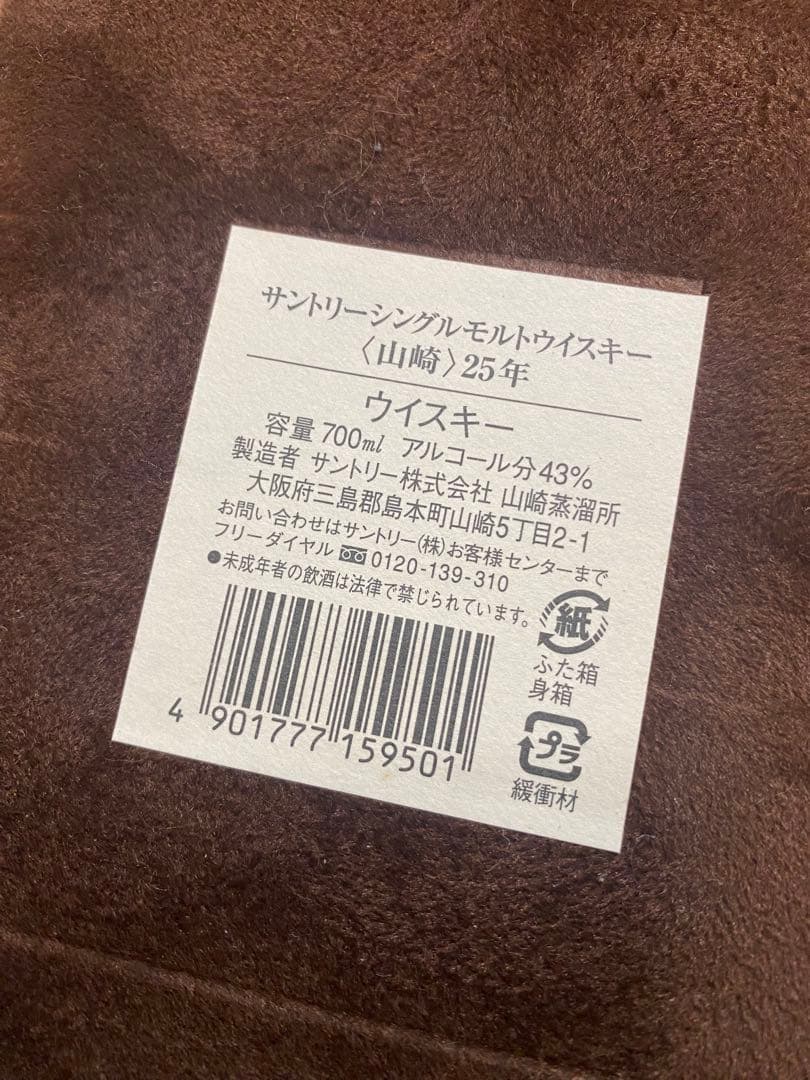 サントリーシングルモルトウイスキー
〈山崎〉25年
ウイスキー
容量 700ml アルコール分43%
製造者 サントリー株式会社 山崎蒸溜所
大阪府三島郡島本町山崎5丁目2-1
お問い合わせはサントリー(株)お客様センターまで
フリーダイヤル 0120-139-310
●未成年者の飲酒は法律で禁じられています。
紙
ふた箱
身箱
プラ
緩衝材
4 901777 159501